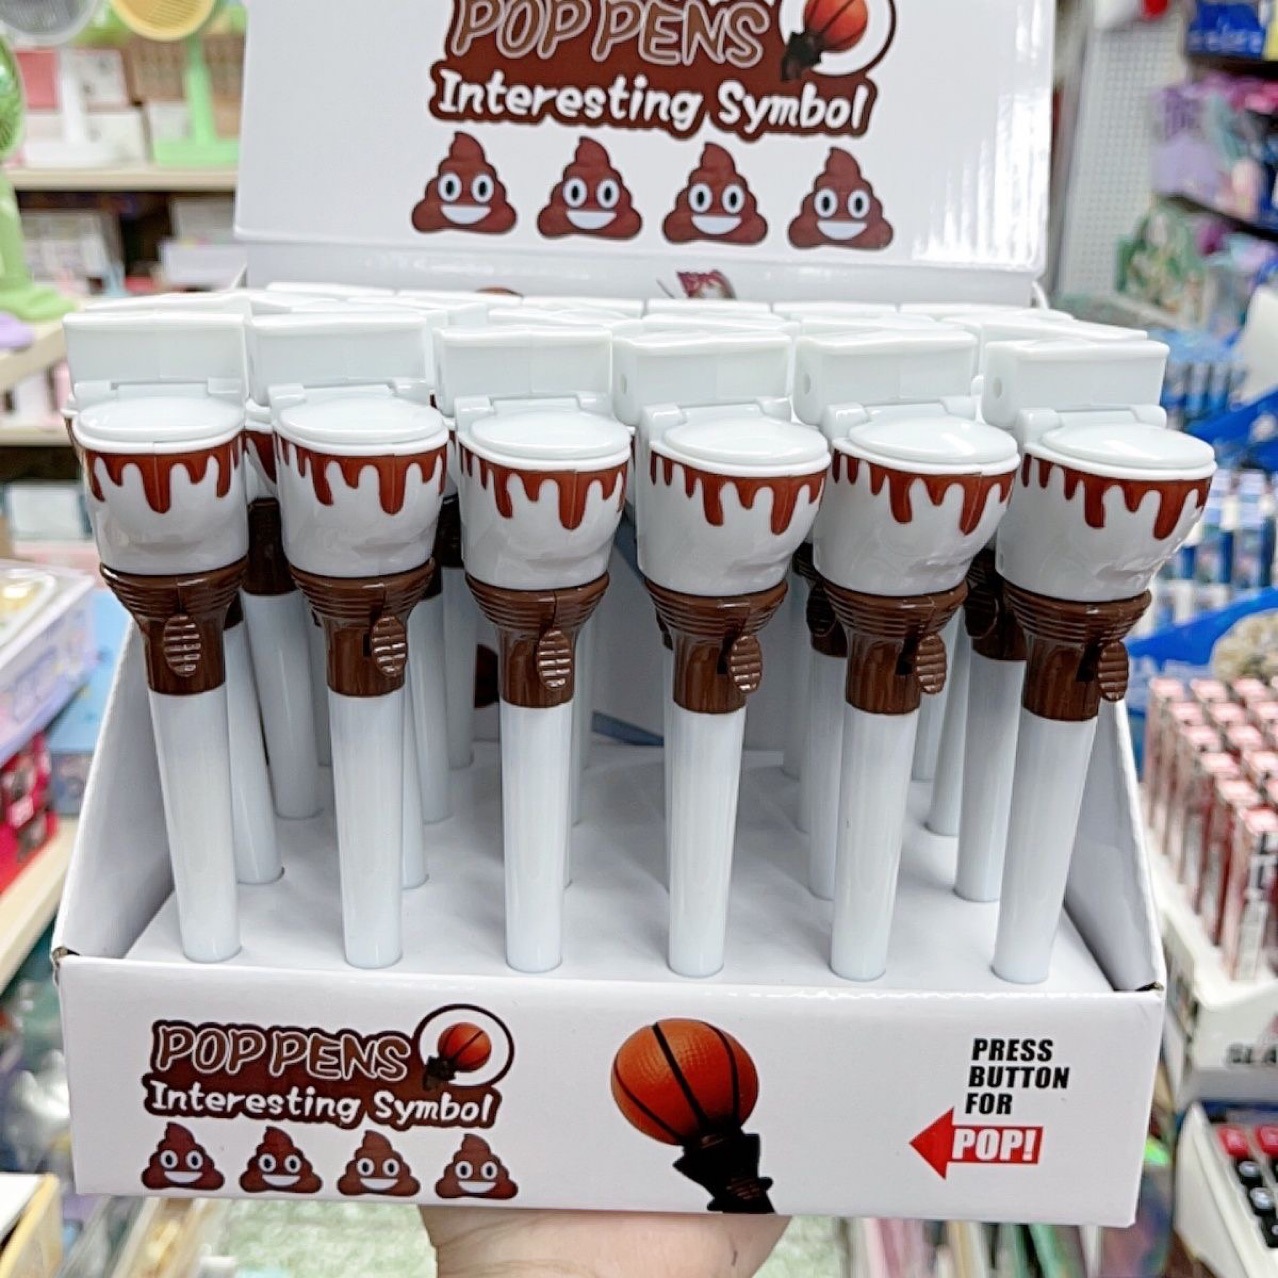 POP PENS
Interesting Symbol
POP PENS
Interesting Symbol
PRESS
BUTTON
FOR
POP!